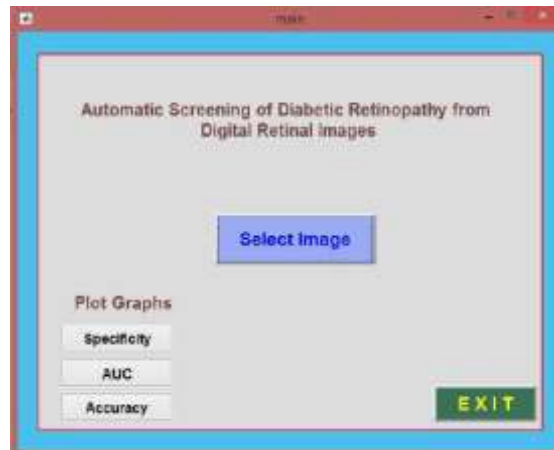 main
Automatic Screening of Diabetic Retinopathy from
Digital Retinal Images
Select Image
Plot Graphs
Specificity
AUC
Accuracy
EXIT